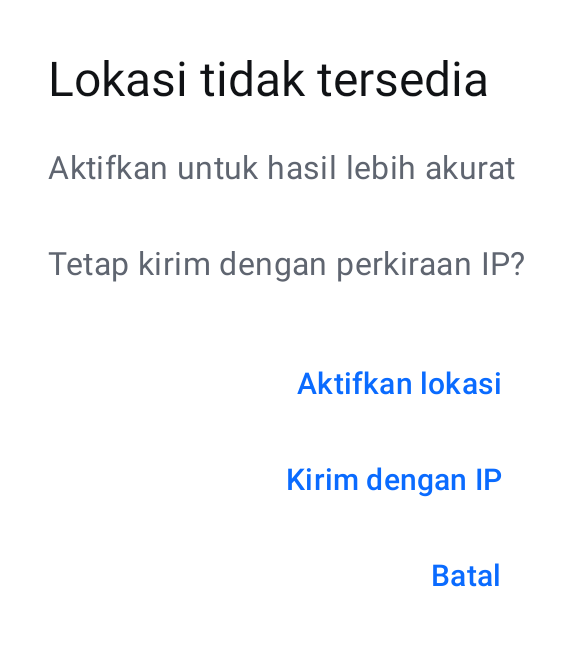 Lokasi tidak tersedia
Aktifkan untuk hasil lebih akurat
Tetap kirim dengan perkiraan IP?
Aktifkan lokasi
Kirim dengan IP
Batal